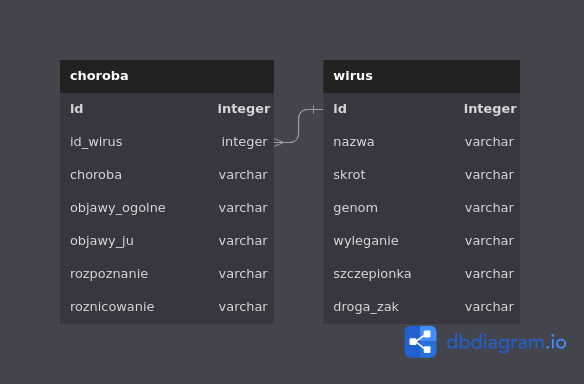 choroba
id integer
id_wirus integer
choroba varchar
objawy_ogolne varchar
objawy_ju varchar
rozpoznanie varchar
roznicowanie varchar
wirus
id integer
nazwa varchar
skrot varchar
genom varchar
wyleganie varchar
szczepionka varchar
droga_zak varchar
dbdiagram.io